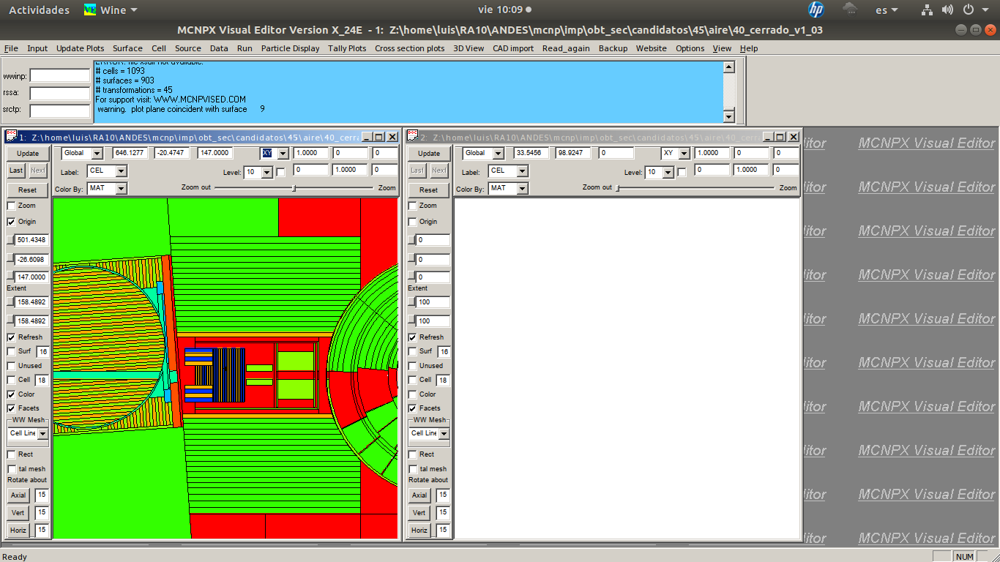 Actividades Wine vie 10:09 es
MCNPX Visual Editor Version X_24E - 1: Z:\home\luis\RA10\ANDES\mcnp\imp\obt_sec\candidatos\45\aire\40_cerrado_v1_03
File Input Update Plots Surface Cell Source Data Run Particle Display Tally Plots Cross section plots 3D View CAD import Read_again Backup Website Options View Help
wwinp:
rssa:
srctp:
ERROR: file xsdir not available.
# cells = 1093
# surfaces = 903
# transformations = 45
For support visit: WWW.MCNPVISED.COM
warning. plot plane coincident with surface 9
1: Z:\home\luis\RA10\ANDES\mcnp\imp\obt_sec\candidatos\45\aire\40_cerra
Update Global 646.1277 -20.4747 147.0000 XY 1.0000 0 0
Last Next Label: CEL Level: 10 0 1.0000 0
Reset Color By: MAT Zoom out Zoom
Zoom
Origin
501.4348
-26.6098
147.0000
Extent
158.4892
158.4892
Refresh
Surf 16
Unused
Cell 18
Color
Facets
WW Mesh
Cell Line
Rect
tal mesh
Rotate about
Axial 15
Vert 15
Horiz 15
2: Z:\home\luis\RA10\ANDES\mcnp\imp\obt_sec\candidatos\45\aire\40_cerra
Update Global 33.5456 98.9247 0 XY 1.0000 0 0
Last Next Label: CEL Level: 10 0 1.0000 0
Reset Color By: MAT Zoom out Zoom
Zoom
Origin
0
0
0
Extent
100
100
Refresh
Surf 16
Unused
Cell 18
Color
Facets
WW Mesh
Cell Line
Rect
tal mesh
Rotate about
Axial 15
Vert 15
Horiz 15
itor MCNPX Visual Editor
itor MCNPX Visual Editor
itor MCNPX Visual Editor
itor MCNPX Visual Editor
itor MCNPX Visual Editor
itor MCNPX Visual Editor
itor MCNPX Visual Editor
itor MCNPX Visual Editor
itor MCNPX Visual Editor
itor MCNPX Visual Editor
Ready NUM